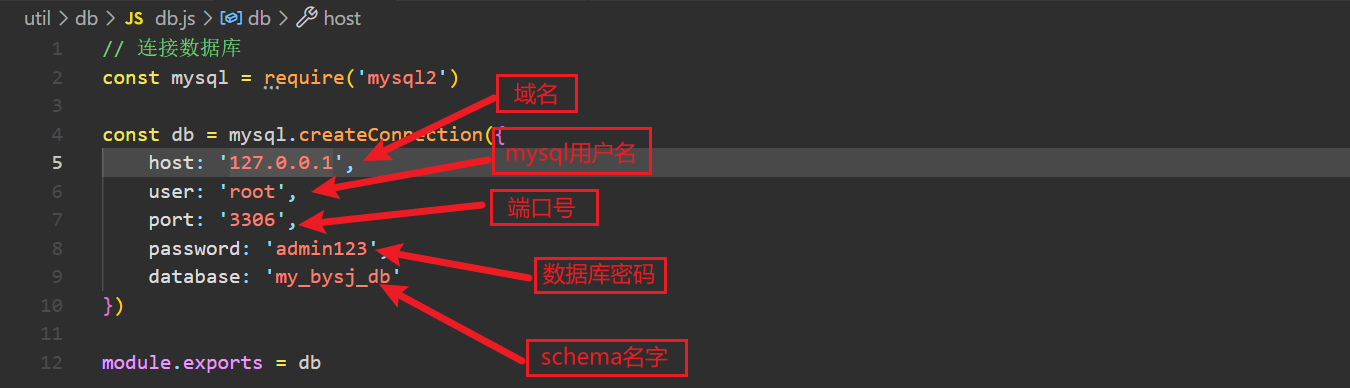 util > db > JS db.js > db > host
1 // 连接数据库
2 const mysql = require('mysql2')
3
域名
4 const db = mysql.createConnection({
mysql用户名
5 host: '127.0.0.1',
6 user: 'root',
端口号
7 port: '3306',
8 password: 'admin123',
数据库密码
9 database: 'my_bysj_db'
10 })
11
schema名字
12 module.exports = db